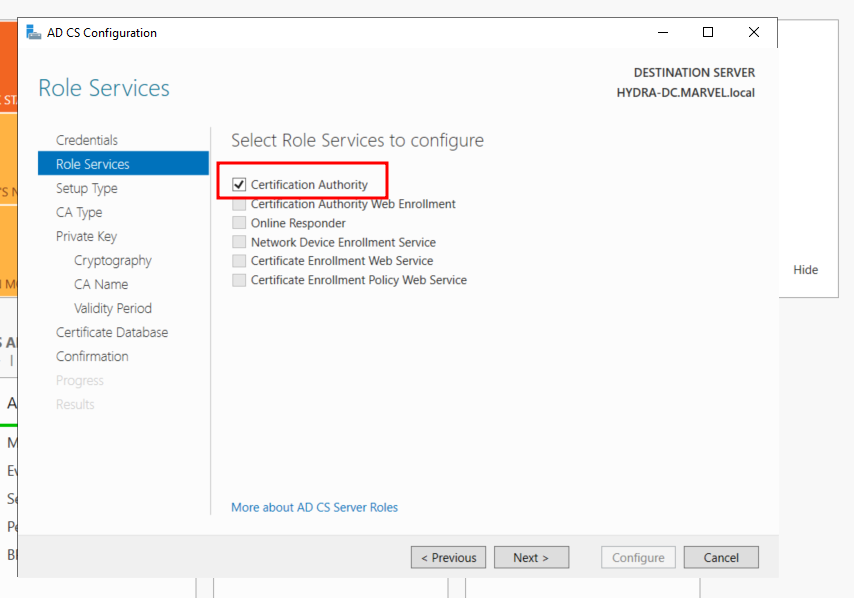 AD CS Configuration
Role Services
DESTINATION SERVER
HYDRA-DC.MARVEL.local
Credentials
Role Services
Setup Type
CA Type
Private Key
Cryptography
CA Name
Validity Period
Certificate Database
Confirmation
Progress
Results
Select Role Services to configure
Certification Authority
Certification Authority Web Enrollment
Online Responder
Network Device Enrollment Service
Certificate Enrollment Web Service
Certificate Enrollment Policy Web Service
More about AD CS Server Roles
< Previous
Next >
Configure
Cancel
Hide